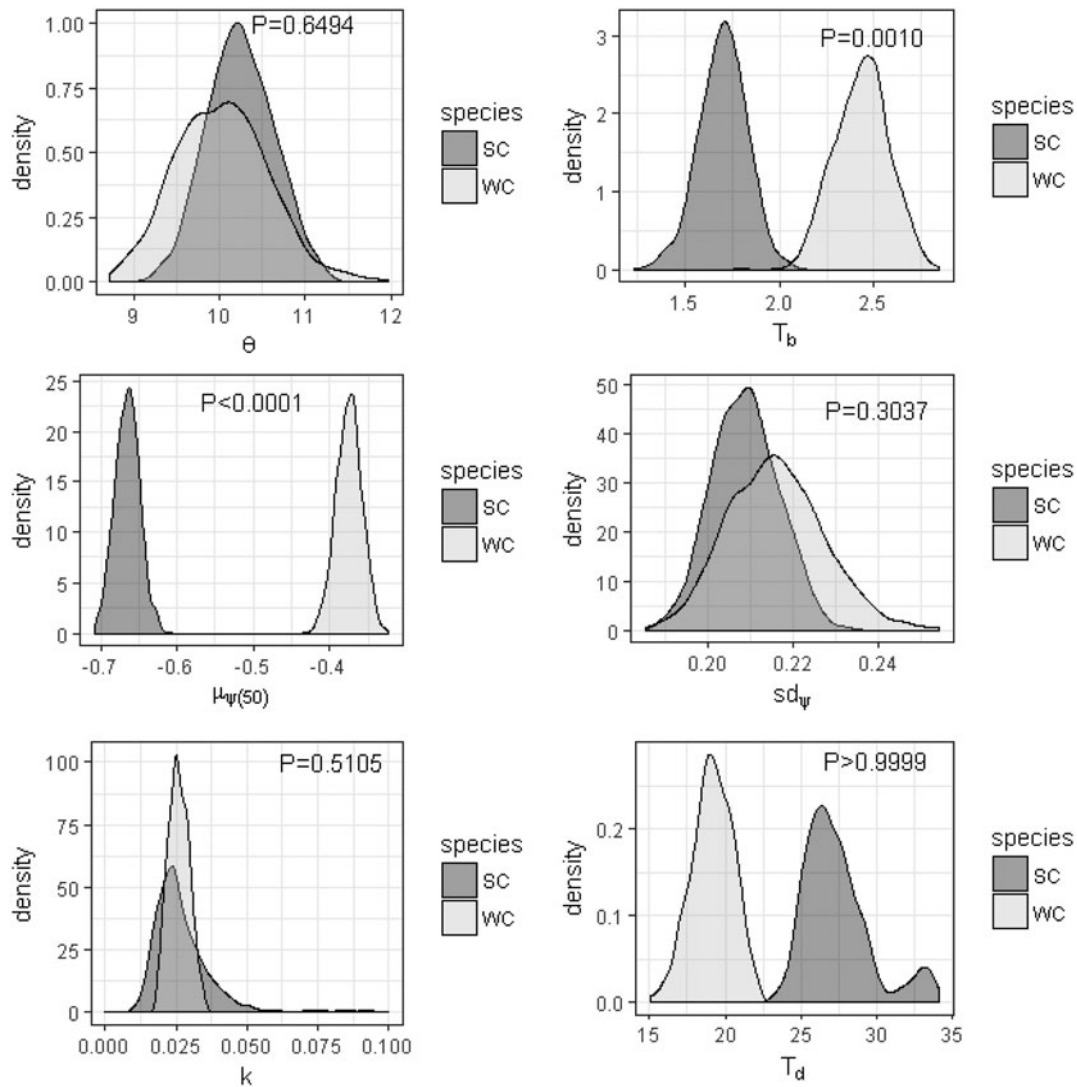 P=0.6494
density
1.00
0.75
0.50
0.25
0.00
9 10 11 12
θ
species
SC
WC
P=0.0010
density
3
2
1
0
1.5 2.0 2.5
T_b
species
SC
WC
P<0.0001
density
25
20
15
10
5
0
-0.7 -0.6 -0.5 -0.4
μ_ψ(50)
species
SC
WC
P=0.3037
density
50
40
30
20
10
0
0.20 0.22 0.24
sd_ψ
species
SC
WC
P=0.5105
density
100
75
50
25
0
0.000 0.025 0.050 0.075 0.100
k
species
SC
WC
P>0.9999
density
0.2
0.1
0.0
15 20 25 30 35
T_d
species
SC
WC